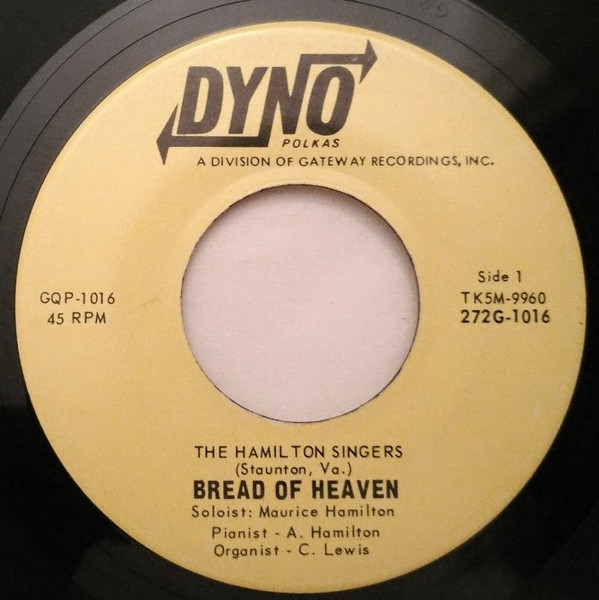 DYNO
POLKAS
A DIVISION OF GATEWAY RECORDINGS, INC.
GQP-1016
45 RPM
Side 1
TK5M-9960
272G-1016
THE HAMILTON SINGERS
(Staunton, Va.)
BREAD OF HEAVEN
Soloist: Maurice Hamilton
Pianist - A. Hamilton
Organist - C. Lewis